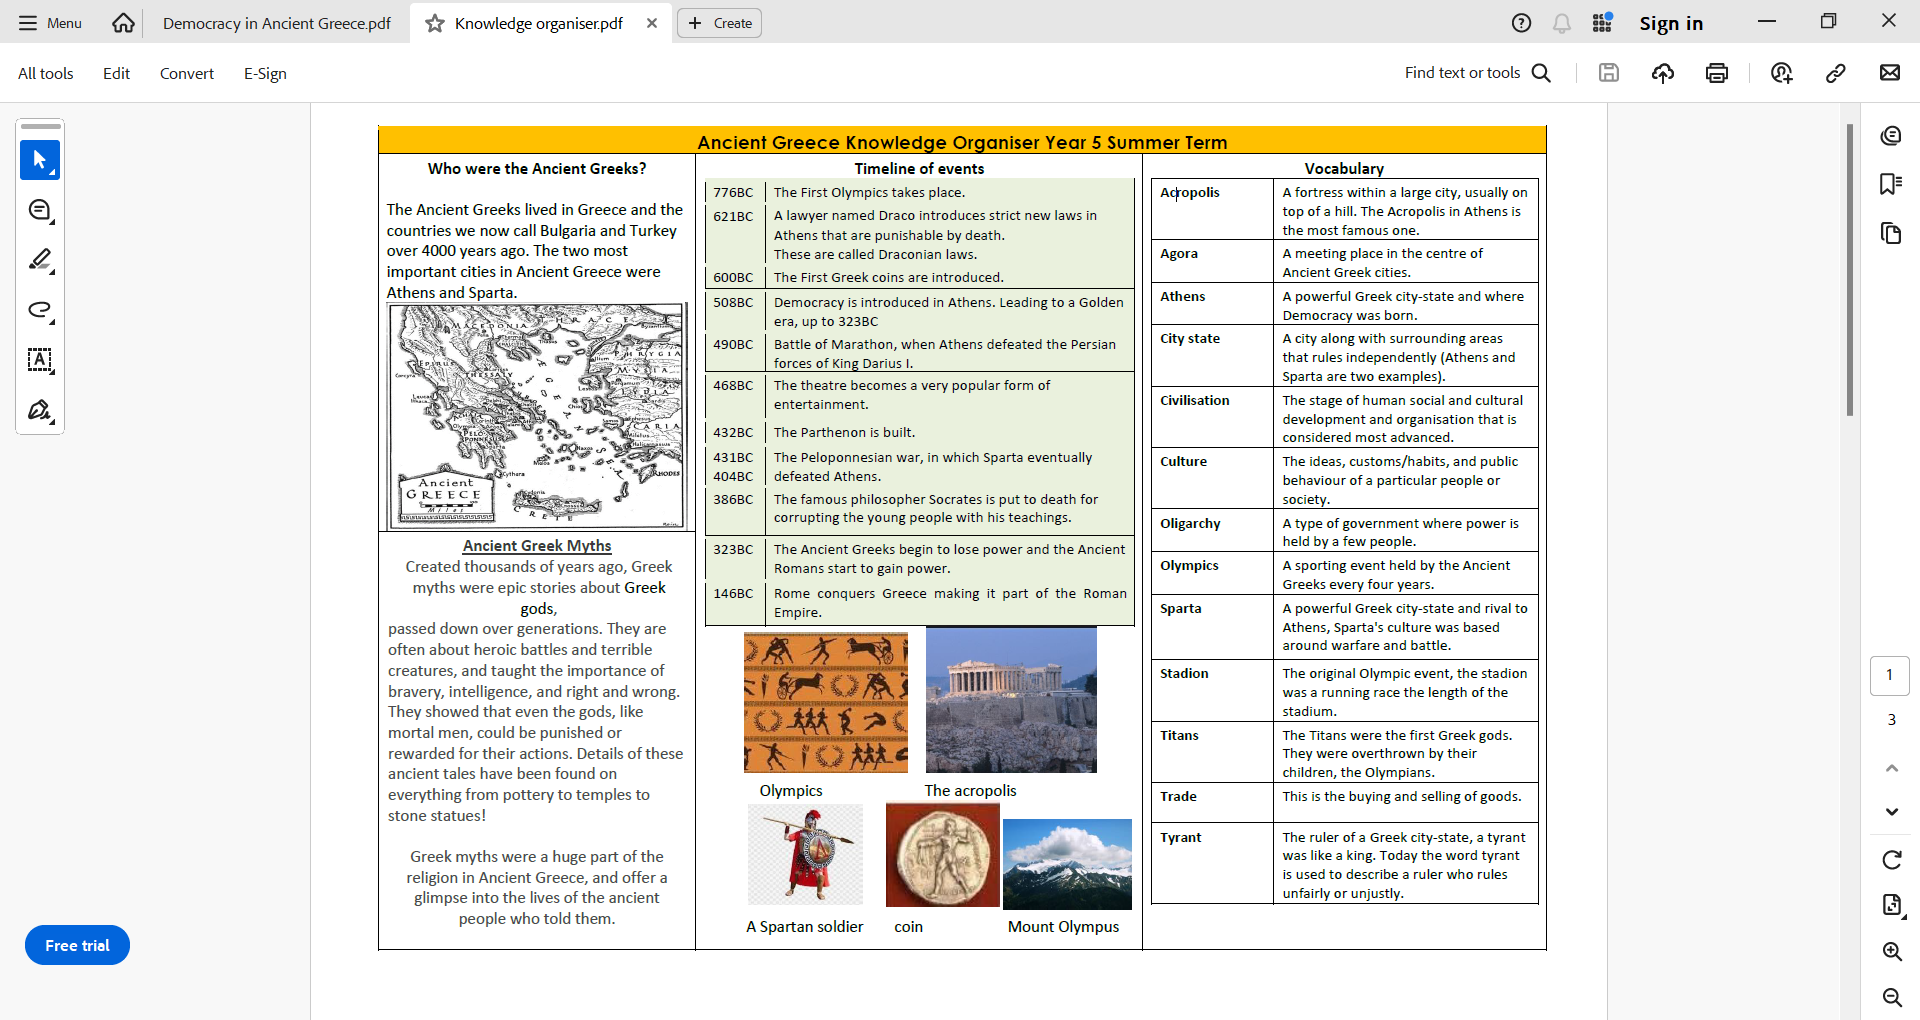 Menu
Democracy in Ancient Greece.pdf
Knowledge organiser.pdf
Create
Sign in
All tools
Edit
Convert
E-Sign
Find text or tools
Ancient Greece Knowledge Organiser Year 5 Summer Term
Who were the Ancient Greeks?
The Ancient Greeks lived in Greece and the
countries we now call Bulgaria and Turkey
over 4000 years ago. The two most
important cities in Ancient Greece were
Athens and Sparta.
MACEDONIA
THRACE
PHRYGIA
MYSIA
EPIRUS
THESSALY
LYDIA
CARIA
AEGEAN SEA
PELOPONNESUS
Sparta
Cythera
RHODES
CRETE
Ancient
GREECE
Miles
Ancient Greek Myths
Created thousands of years ago, Greek
myths were epic stories about Greek
gods,
passed down over generations. They are
often about heroic battles and terrible
creatures, and taught the importance of
bravery, intelligence, and right and wrong.
They showed that even the gods, like
mortal men, could be punished or
rewarded for their actions. Details of these
ancient tales have been found on
everything from pottery to temples to
stone statues!
Greek myths were a huge part of the
religion in Ancient Greece, and offer a
glimpse into the lives of the ancient
people who told them.
Timeline of events
776BC The First Olympics takes place.
621BC A lawyer named Draco introduces strict new laws in
Athens that are punishable by death.
These are called Draconian laws.
600BC The First Greek coins are introduced.
508BC Democracy is introduced in Athens. Leading to a Golden
era, up to 323BC
490BC Battle of Marathon, when Athens defeated the Persian
forces of King Darius I.
468BC The theatre becomes a very popular form of
entertainment.
432BC The Parthenon is built.
431BC The Peloponnesian war, in which Sparta eventually
404BC defeated Athens.
386BC The famous philosopher Socrates is put to death for
corrupting the young people with his teachings.
323BC The Ancient Greeks begin to lose power and the Ancient
Romans start to gain power.
146BC Rome conquers Greece making it part of the Roman
Empire.
Olympics
The acropolis
A Spartan soldier
coin
Mount Olympus
Vocabulary
Acropolis A fortress within a large city, usually on
top of a hill. The Acropolis in Athens is
the most famous one.
Agora A meeting place in the centre of
Ancient Greek cities.
Athens A powerful Greek city-state and where
Democracy was born.
City state A city along with surrounding areas
that rules independently (Athens and
Sparta are two examples).
Civilisation The stage of human social and cultural
development and organisation that is
considered most advanced.
Culture The ideas, customs/habits, and public
behaviour of a particular people or
society.
Oligarchy A type of government where power is
held by a few people.
Olympics A sporting event held by the Ancient
Greeks every four years.
Sparta A powerful Greek city-state and rival to
Athens, Sparta's culture was based
around warfare and battle.
Stadion The original Olympic event, the stadion
was a running race the length of the
stadium.
Titans The Titans were the first Greek gods.
They were overthrown by their
children, the Olympians.
Trade This is the buying and selling of goods.
Tyrant The ruler of a Greek city-state, a tyrant
was like a king. Today the word tyrant
is used to describe a ruler who rules
unfairly or unjustly.
1
3
Free trial